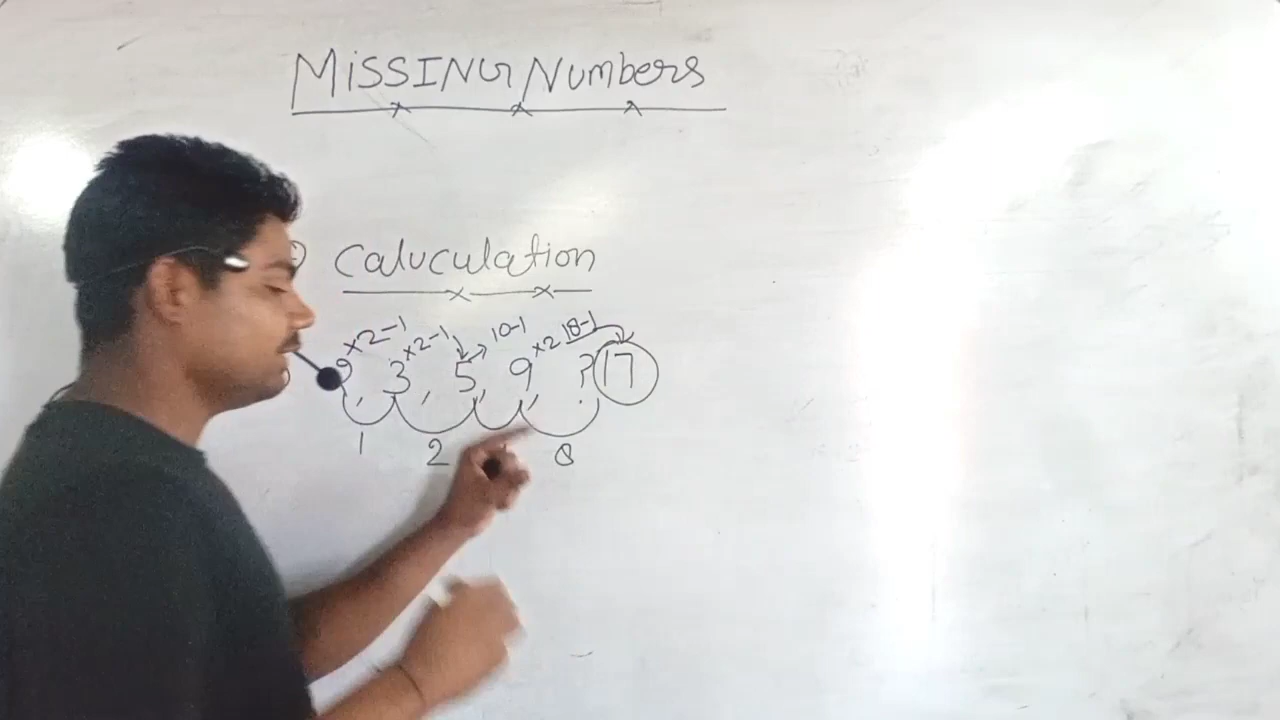 MiSSING Numbers
Caluculation
×2-1 ×2-1 10-1 ×2 18-1
3, 5, 9, ? 17
1 2 8